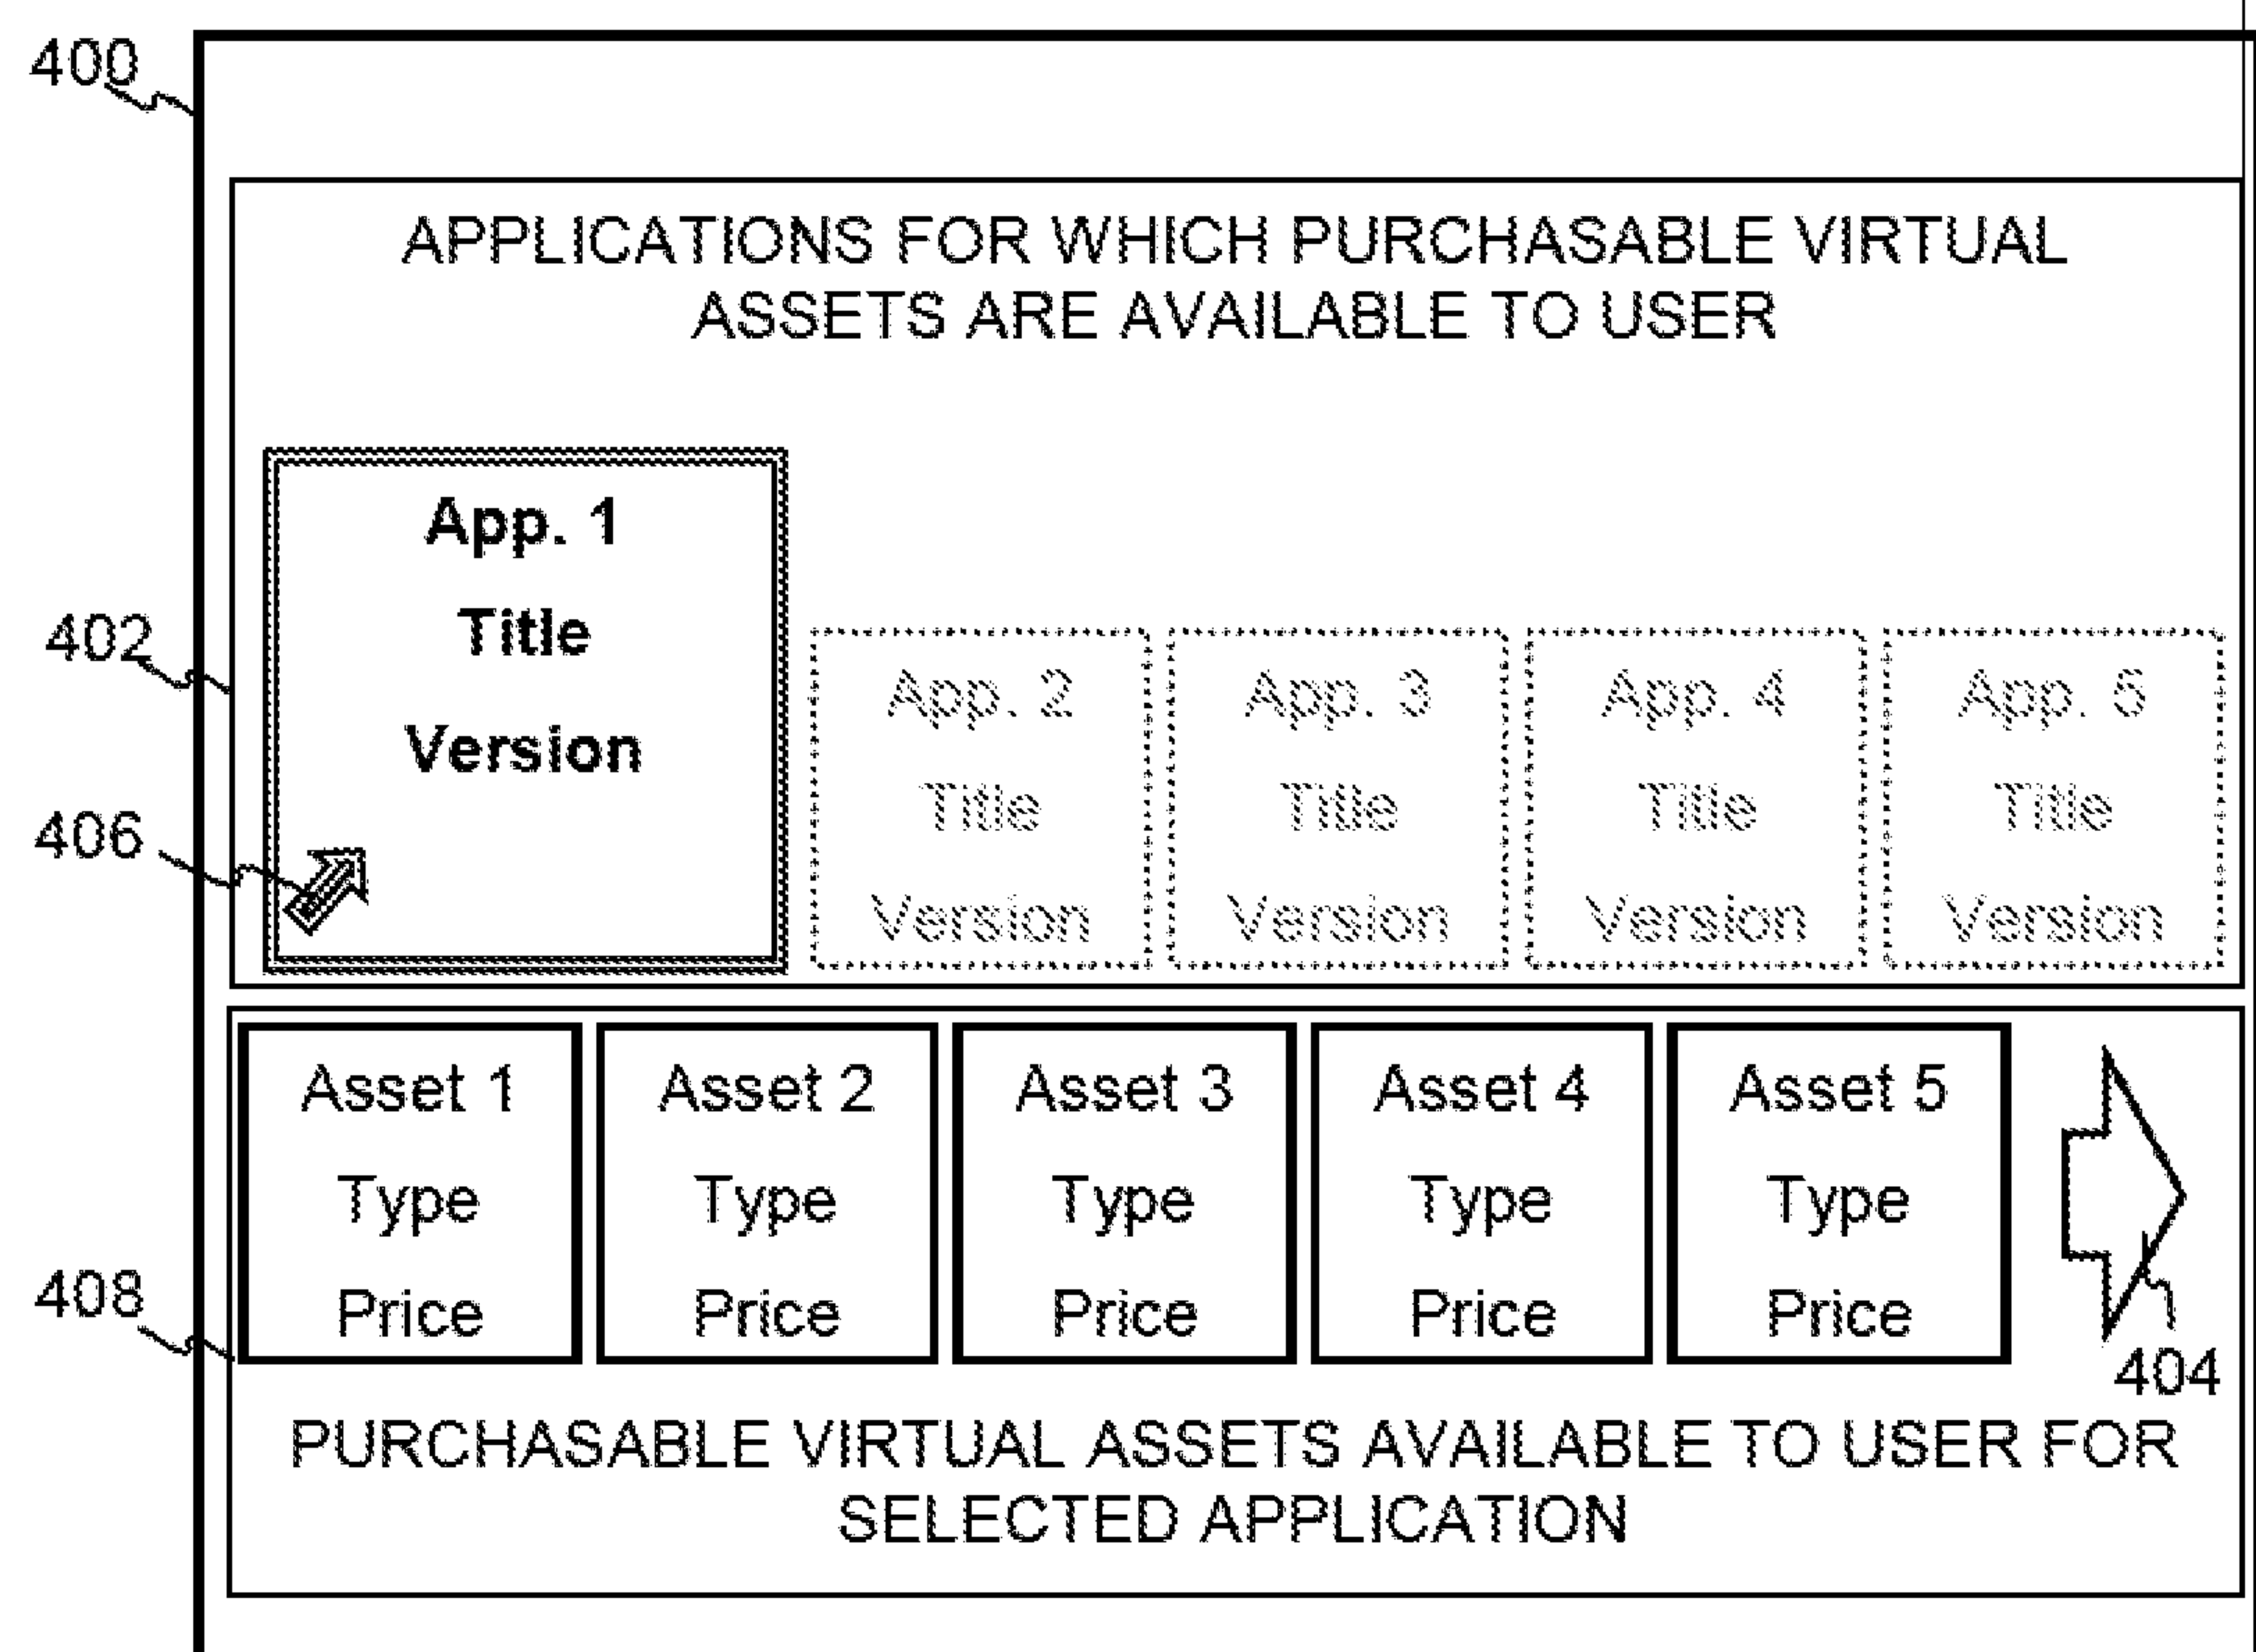 400
APPLICATIONS FOR WHICH PURCHASABLE VIRTUAL
ASSETS ARE AVAILABLE TO USER
App. 1
Title
Version
402
406
App. 2
Title
Version
App. 3
Title
Version
App. 4
Title
Version
App. 5
Title
Version
Asset 1
Type
Price
Asset 2
Type
Price
Asset 3
Type
Price
Asset 4
Type
Price
Asset 5
Type
Price
408
404
PURCHASABLE VIRTUAL ASSETS AVAILABLE TO USER FOR
SELECTED APPLICATION